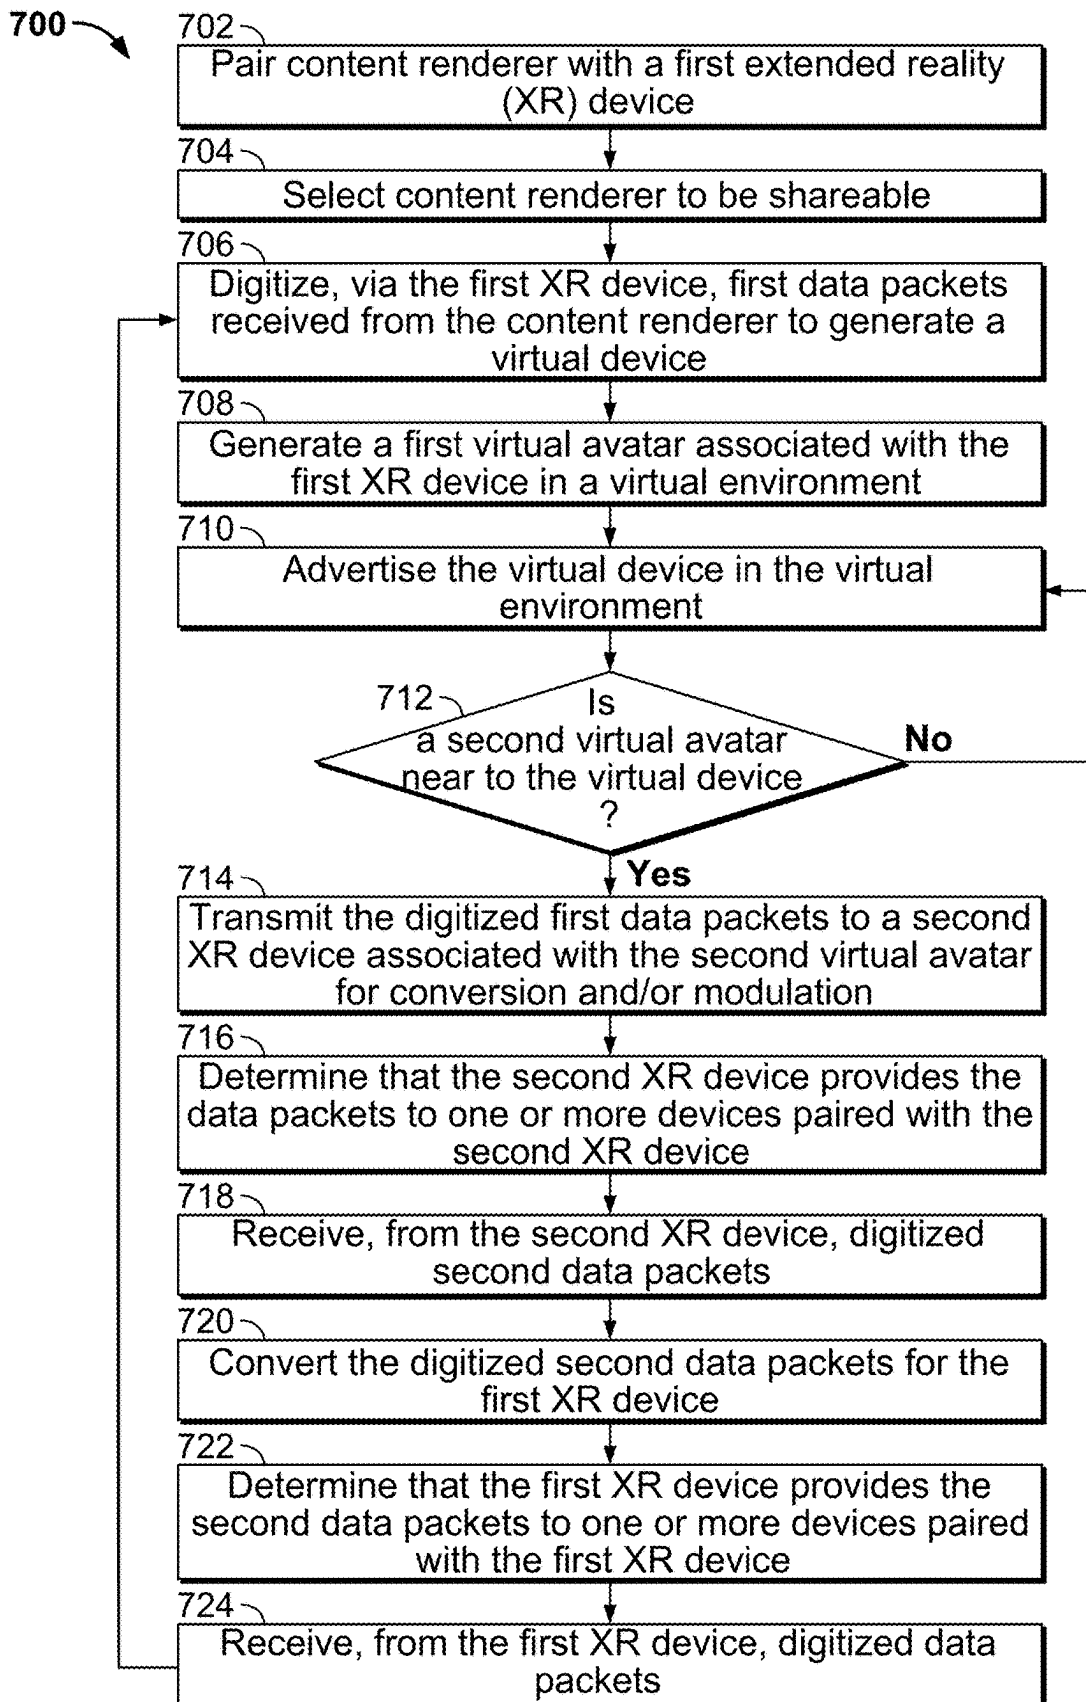 700
702
Pair content renderer with a first extended reality
(XR) device
704
Select content renderer to be shareable
706
Digitize, via the first XR device, first data packets
received from the content renderer to generate a
virtual device
708
Generate a first virtual avatar associated with the
first XR device in a virtual environment
710
Advertise the virtual device in the virtual
environment
712
Is
a second virtual avatar
near to the virtual device
?
No
Yes
714
Transmit the digitized first data packets to a second
XR device associated with the second virtual avatar
for conversion and/or modulation
716
Determine that the second XR device provides the
data packets to one or more devices paired with the
second XR device
718
Receive, from the second XR device, digitized
second data packets
720
Convert the digitized second data packets for the
first XR device
722
Determine that the first XR device provides the
second data packets to one or more devices paired
with the first XR device
724
Receive, from the first XR device, digitized data
packets